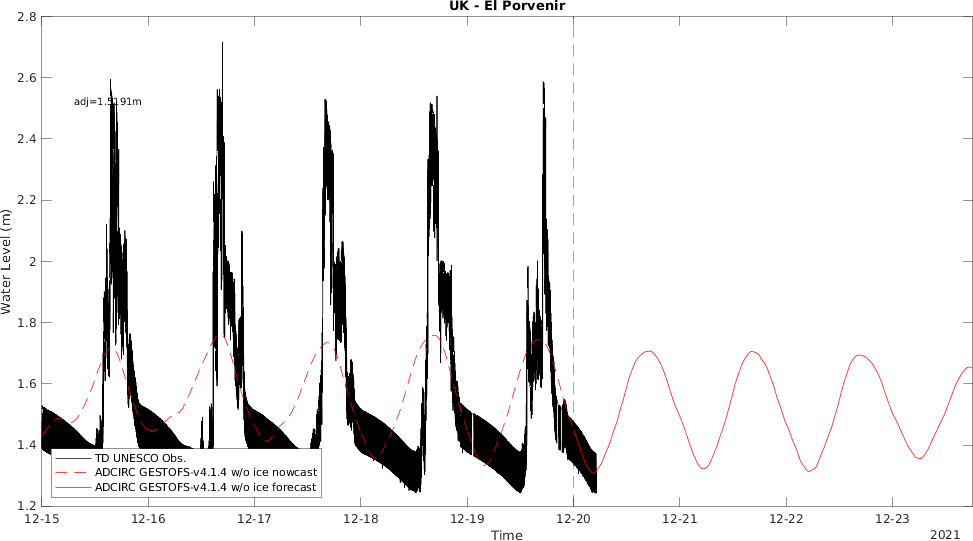 UK - El Porvenir
2.8
2.6
2.4
2.2
2
1.8
1.6
1.4
1.2
Water Level (m)
adj=1.5191m
TD UNESCO Obs.
ADCIRC GESTOFS-v4.1.4 w/o ice nowcast
ADCIRC GESTOFS-v4.1.4 w/o ice forecast
12-15 12-16 12-17 12-18 12-19 12-20 12-21 12-22 12-23
Time
2021